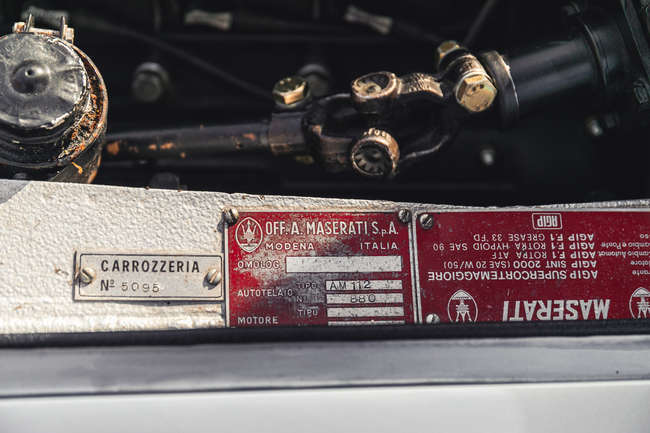 CARROZZERIA
Nº 5095
OFF. A. MASERATI S.p.A.
MODENA ITALIA
OMOLOG.
AUTOTELAIO TIPO AM 112
Nº 880
MOTORE TIPO
AGIP
AGIP F.1 GREASE 33 FD
AGIP F.1 ROTRA HYPOID SAE 90
AGIP F.1 ROTRA ATF
AGIP SINT 2000 (SAE 20 W/50)
AGIP SUPERCORTEMAGGIORE
MASERATI